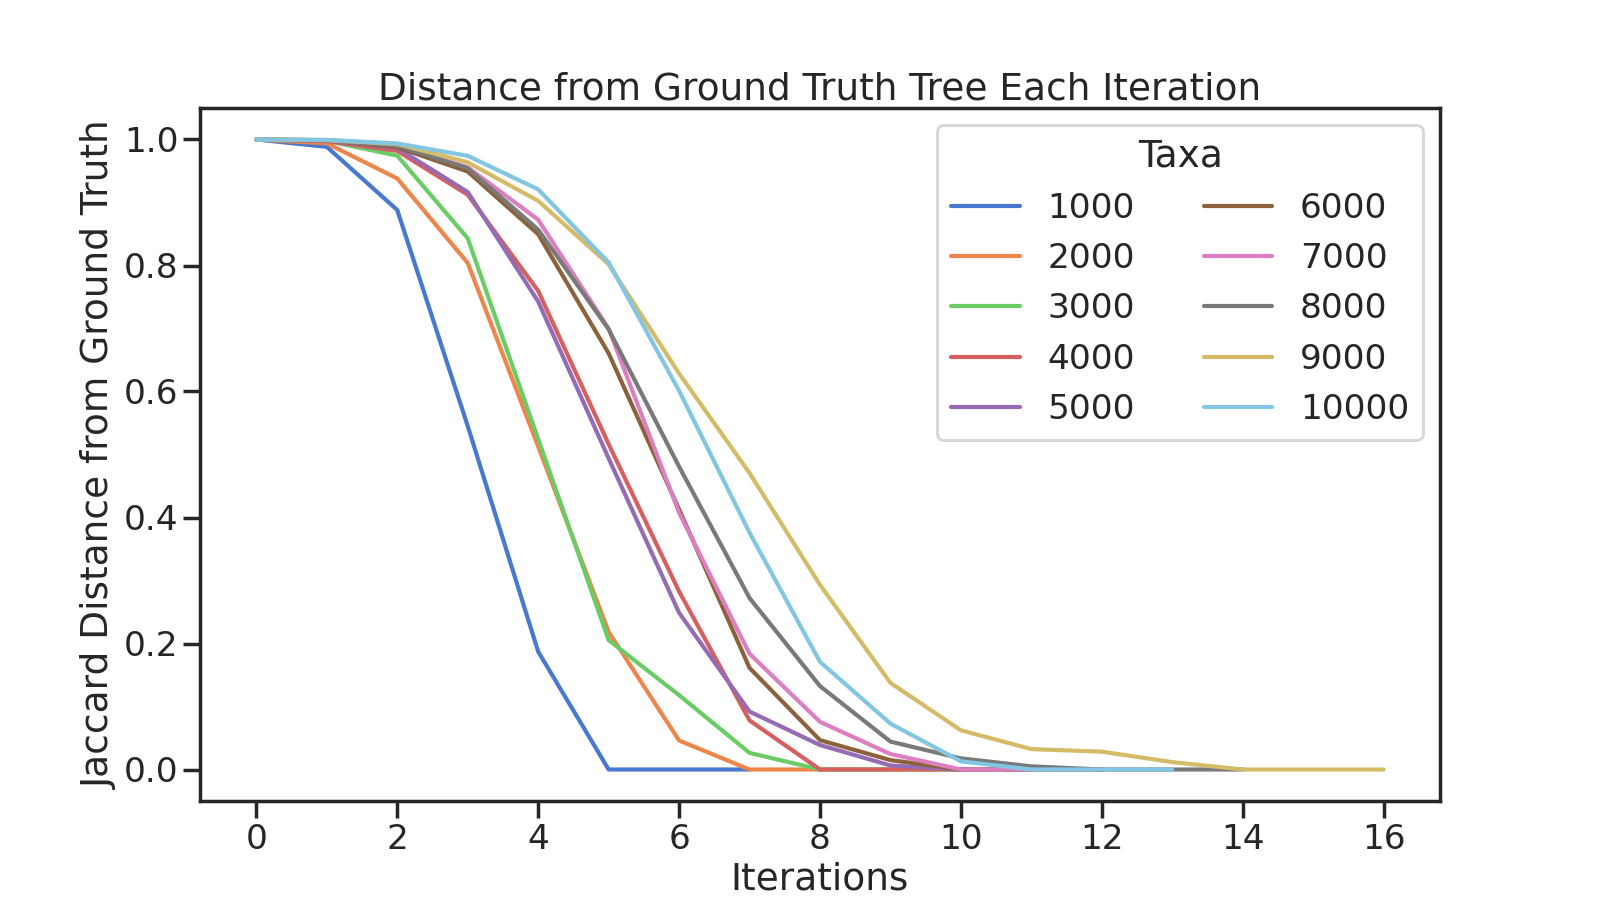 Distance from Ground Truth Tree Each Iteration
Jaccard Distance from Ground Truth
1.0
0.8
0.6
0.4
0.2
0.0
Taxa
1000 6000
2000 7000
3000 8000
4000 9000
5000 10000
0 2 4 6 8 10 12 14 16
Iterations